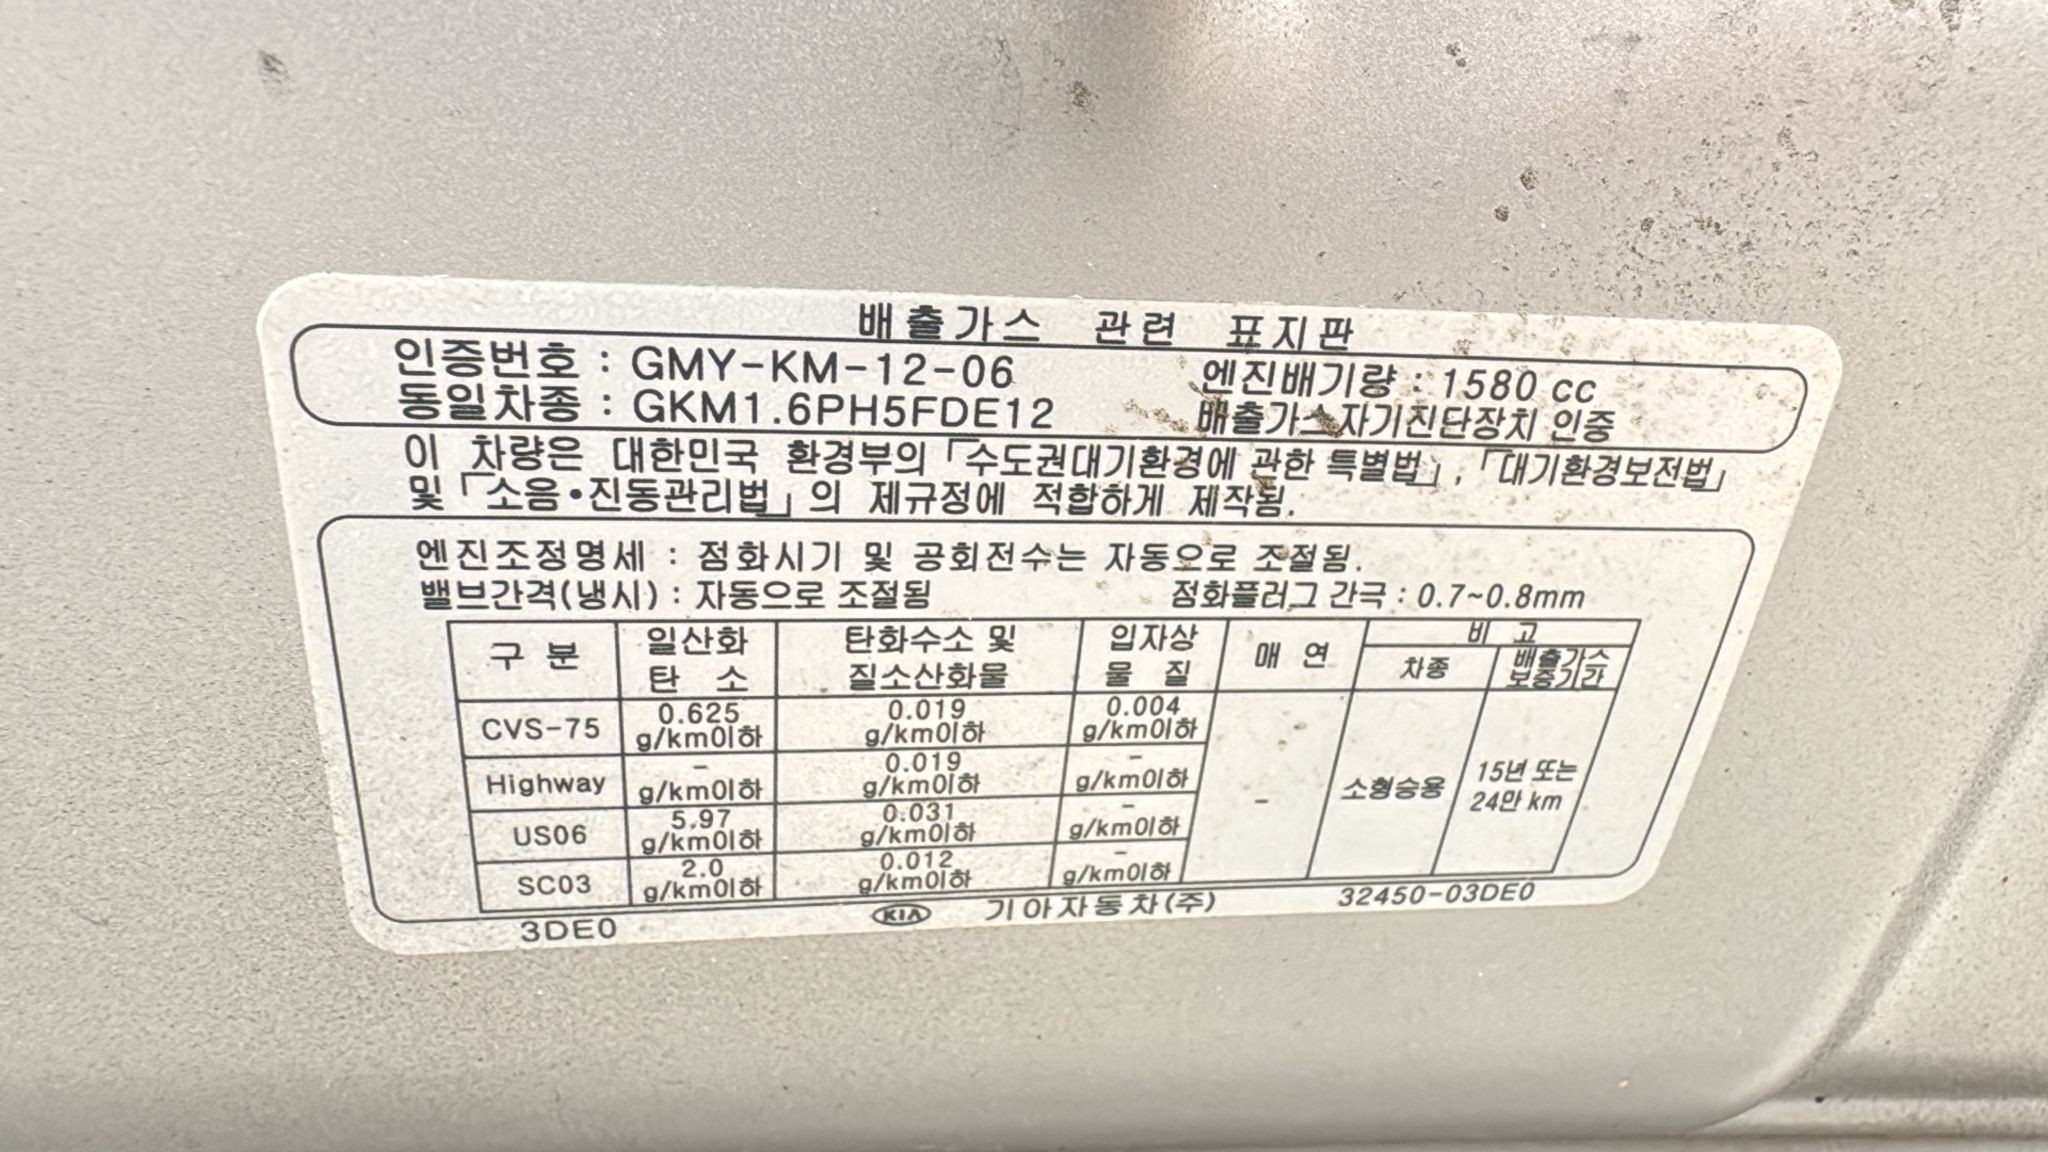 배출가스 관련 표지판
인증번호 : GMY-KM-12-06 엔진배기량 : 1580 cc
동일차종 : GKM1.6PH5FDE12 배출가스자기진단장치 인증
이 차량은 대한민국 환경부의 「수도권대기환경에 관한 특별법」, 「대기환경보전법」
및 「소음•진동관리법」의 제규정에 적합하게 제작됨.
엔진조정명세 : 점화시기 및 공회전수는 자동으로 조절됨.
밸브간격(냉시) : 자동으로 조절됨 점화플러그 간극 : 0.7~0.8mm
구 분 일산화 탄 소 탄화수소 및 질소산화물 입자상 물 질 매 연 비 고
차종 배출가스 보증기간
CVS-75 0.625 g/km이하 0.019 g/km이하 0.004 g/km이하
Highway - g/km이하 0.019 g/km이하 - g/km이하 - 소형승용 15년 또는 24만 km
US06 5.97 g/km이하 0.031 g/km이하 - g/km이하
SC03 2.0 g/km이하 0.012 g/km이하 - g/km이하
3DE0 KIA 기아자동차(주) 32450-03DE0